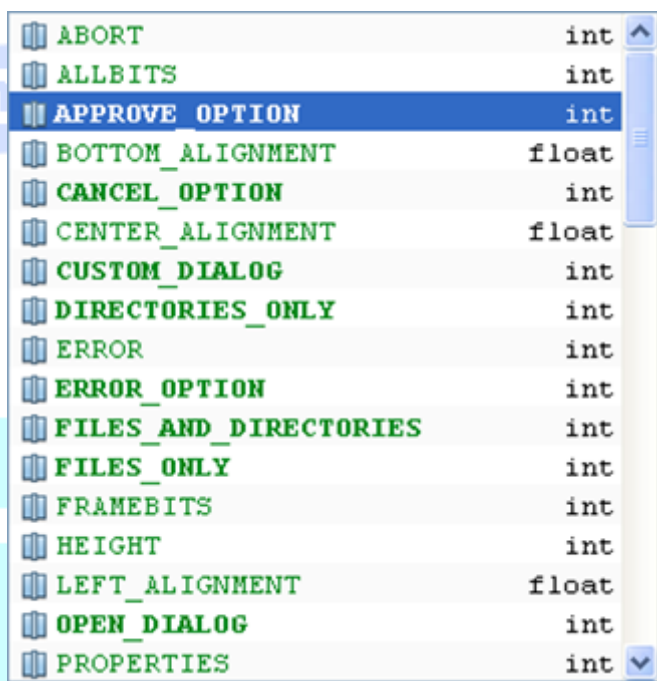 ABORT int
ALLBITS int
APPROVE_OPTION int
BOTTOM_ALIGNMENT float
CANCEL_OPTION int
CENTER_ALIGNMENT float
CUSTOM_DIALOG int
DIRECTORIES_ONLY int
ERROR int
ERROR_OPTION int
FILES_AND_DIRECTORIES int
FILES_ONLY int
FRAMEBITS int
HEIGHT int
LEFT_ALIGNMENT float
OPEN_DIALOG int
PROPERTIES int